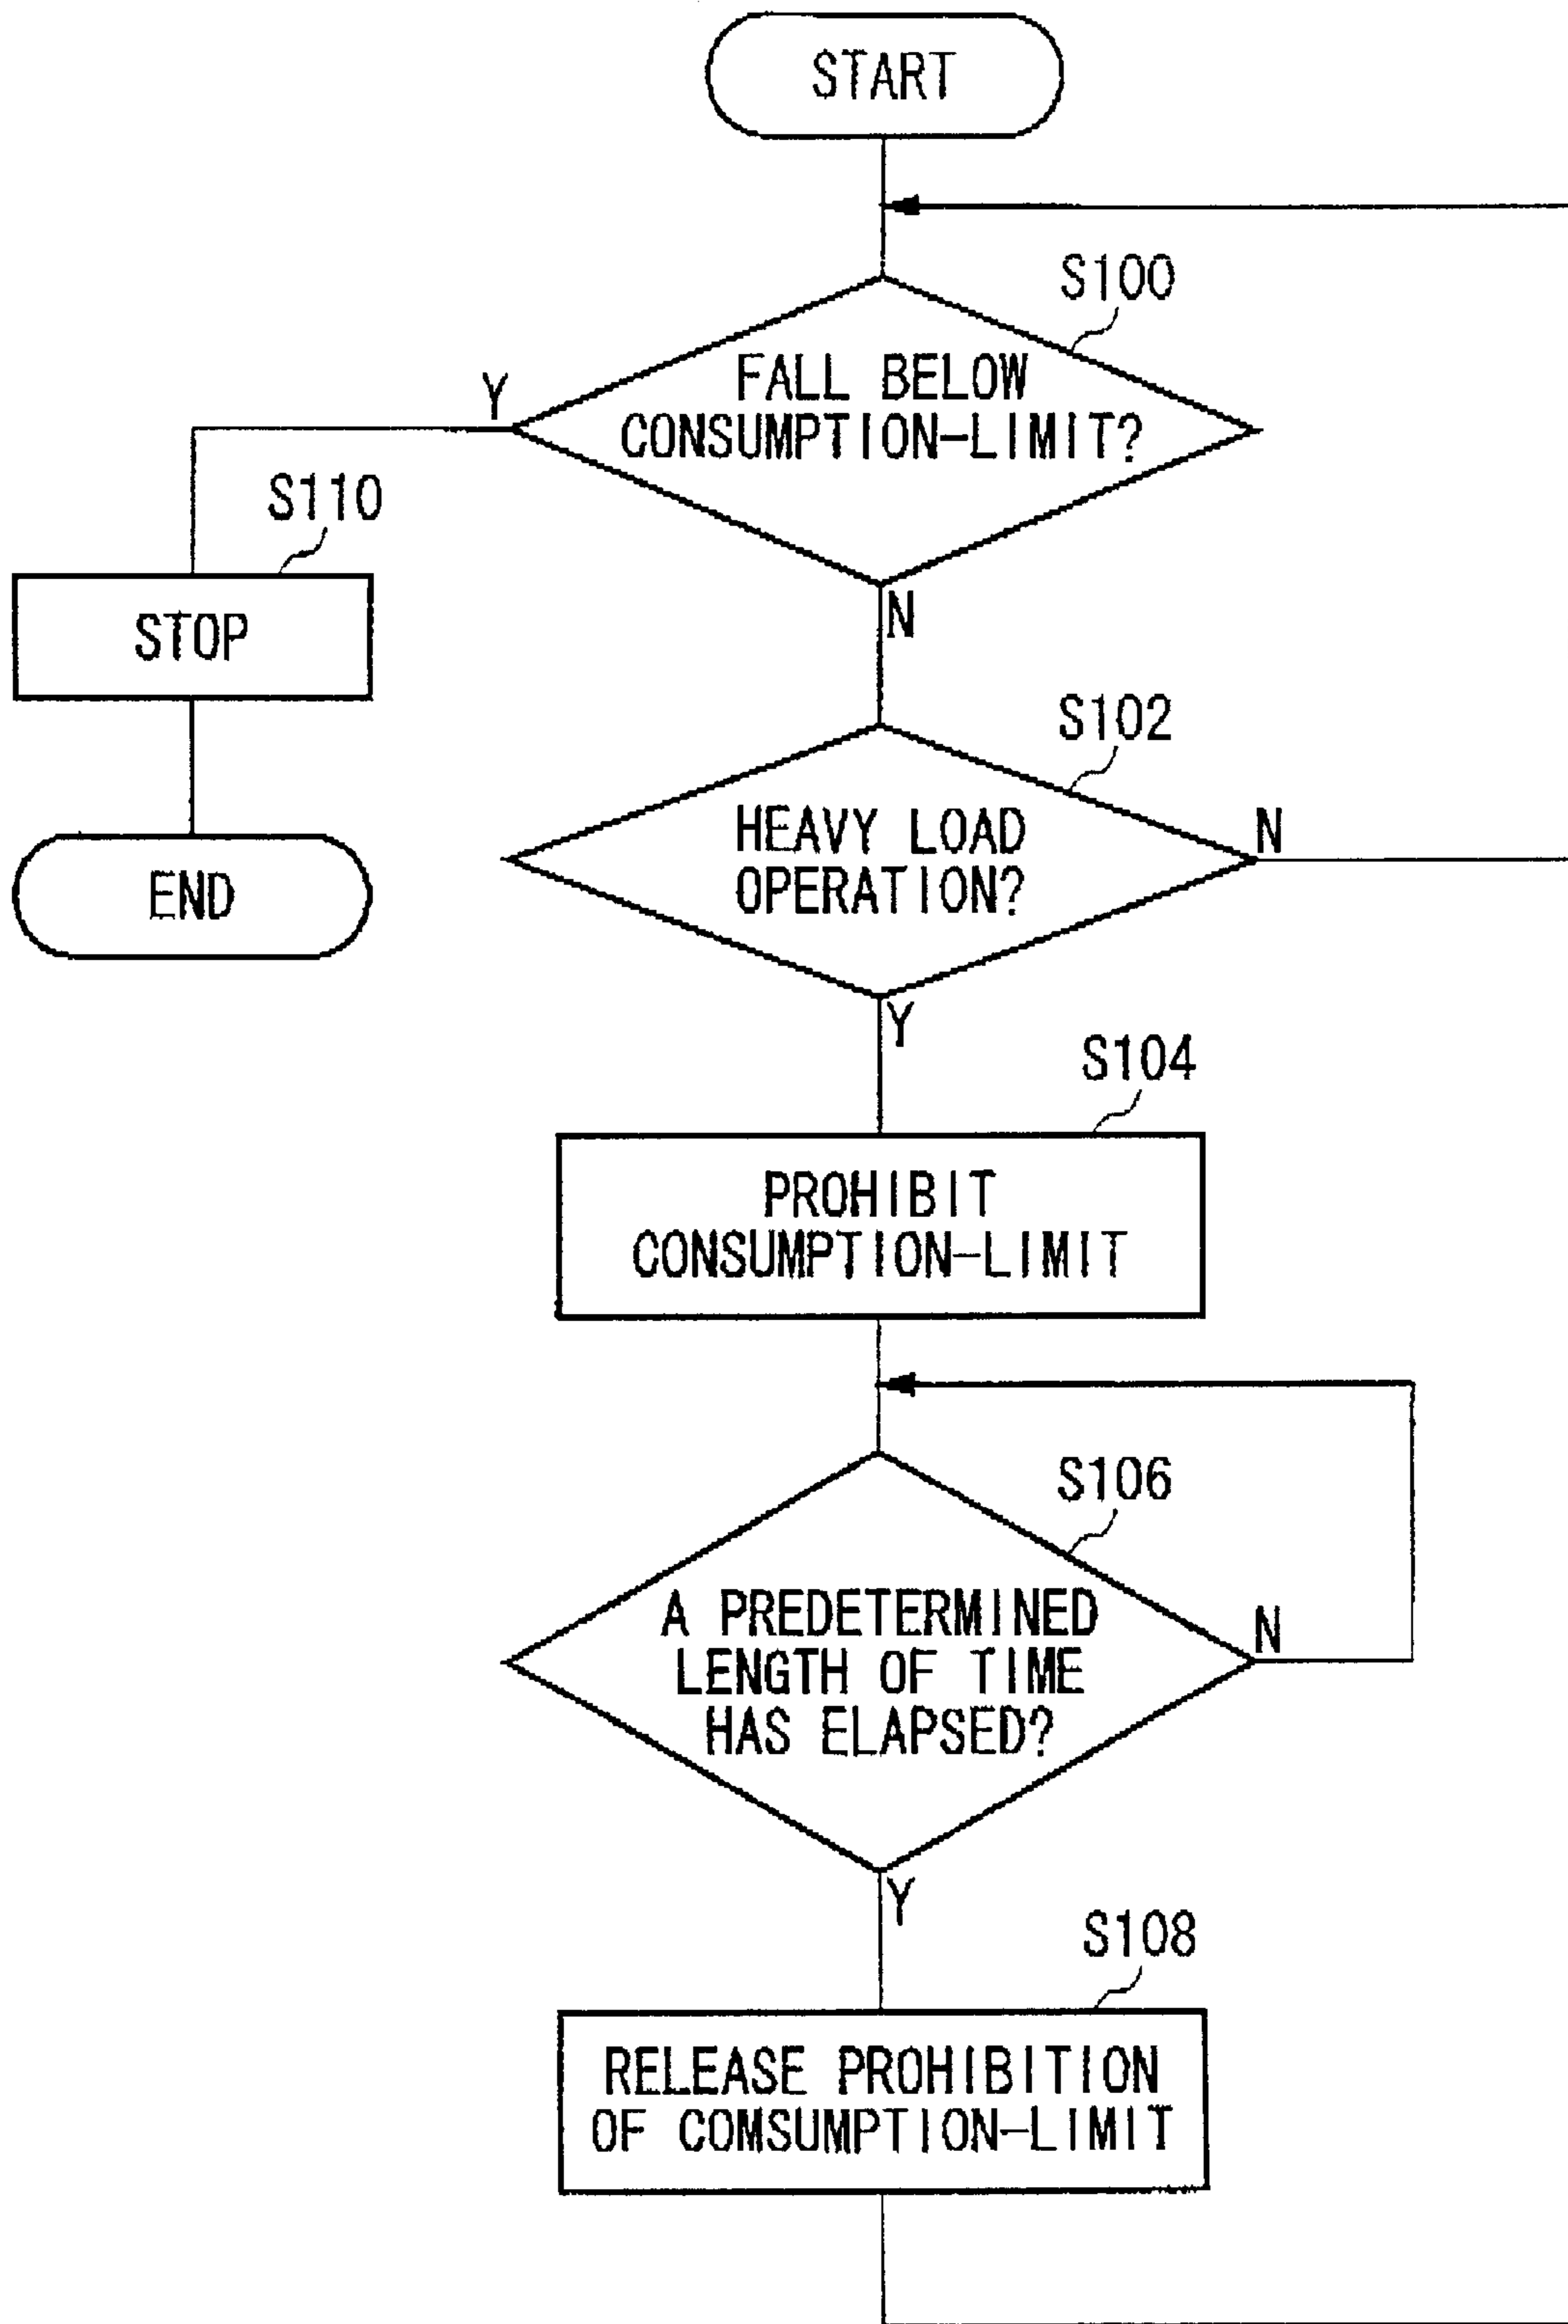 START
S100
FALL BELOW
CONSUMPTION-LIMIT?
Y
S110
STOP
N
END
S102
HEAVY LOAD
OPERATION?
N
Y
S104
PROHIBIT
CONSUMPTION-LIMIT
S106
A PREDETERMINED
LENGTH OF TIME
HAS ELAPSED?
N
Y
S108
RELEASE PROHIBITION
OF COMSUMPTION-LIMIT